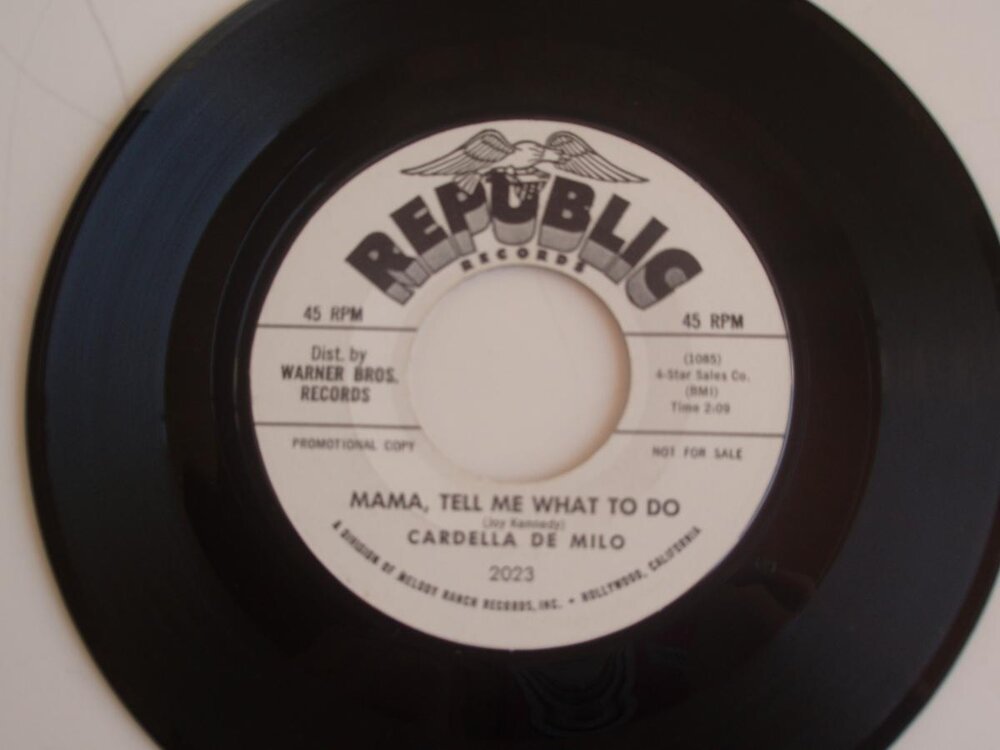 REPUBLIC
RECORDS
45 RPM
45 RPM
Dist. by
WARNER BROS.
RECORDS
(1085)
4-Star Sales Co.
(BMI)
Time 2:09
PROMOTIONAL COPY
NOT FOR SALE
MAMA, TELL ME WHAT TO DO
(Joy Kennedy)
CARDELLA DE MILO
2023
A DIVISION OF MELODY RANCH RECORDS, INC. • HOLLYWOOD, CALIFORNIA